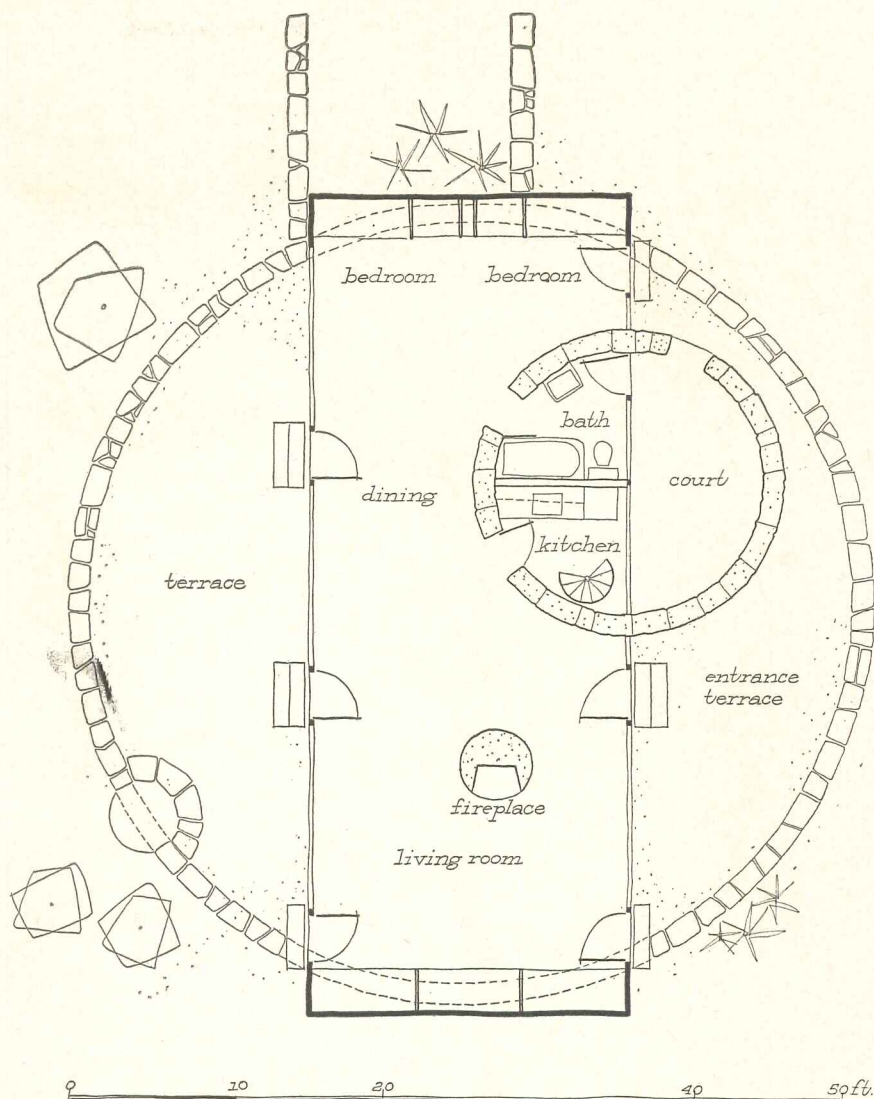 bedroom bedroom
bath
dining court
kitchen
terrace
entrance
terrace
fireplace
living room
0 10 20 40 50 ft.